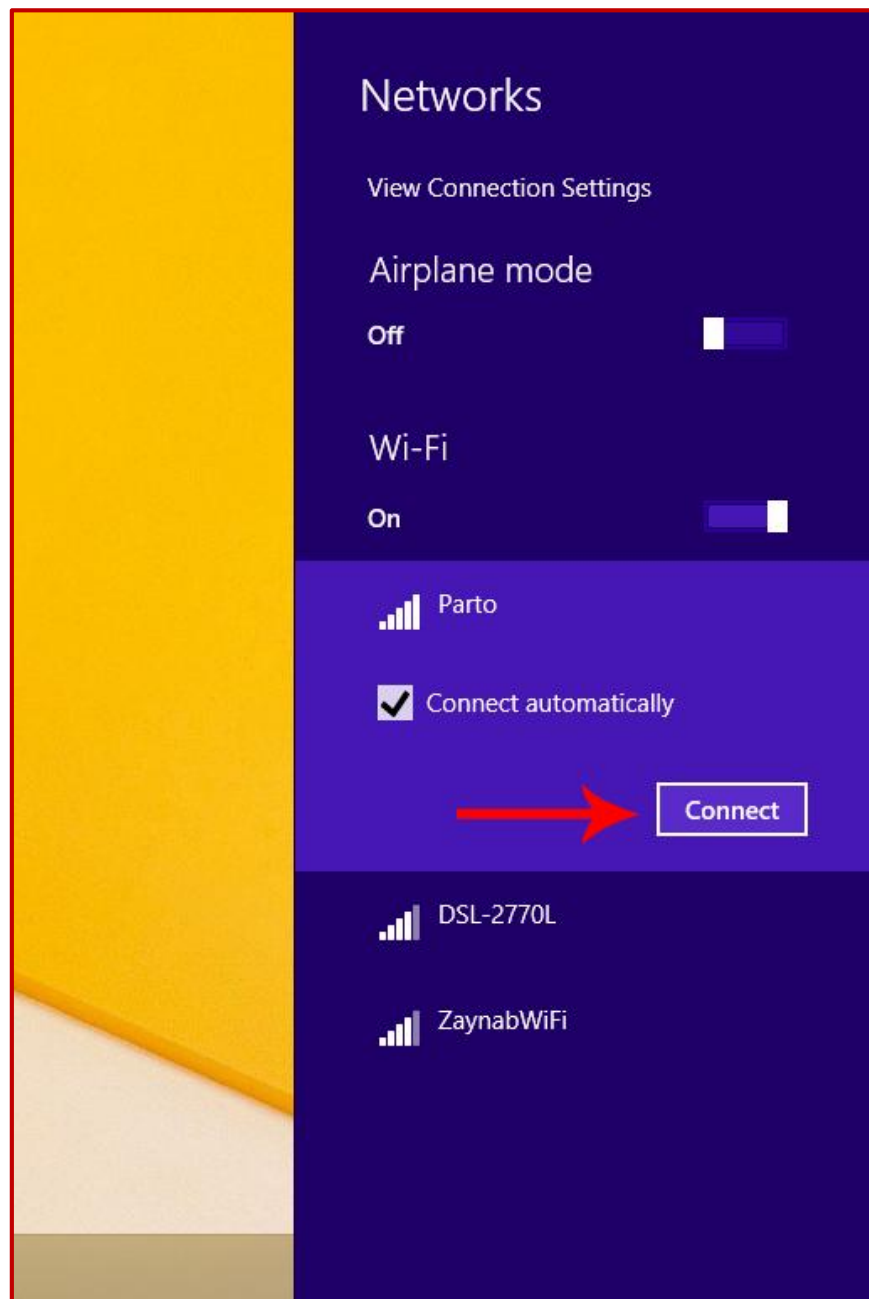 Networks
View Connection Settings
Airplane mode
Off
Wi-Fi
On
Parto
Connect automatically
Connect
DSL-2770L
ZaynabWiFi